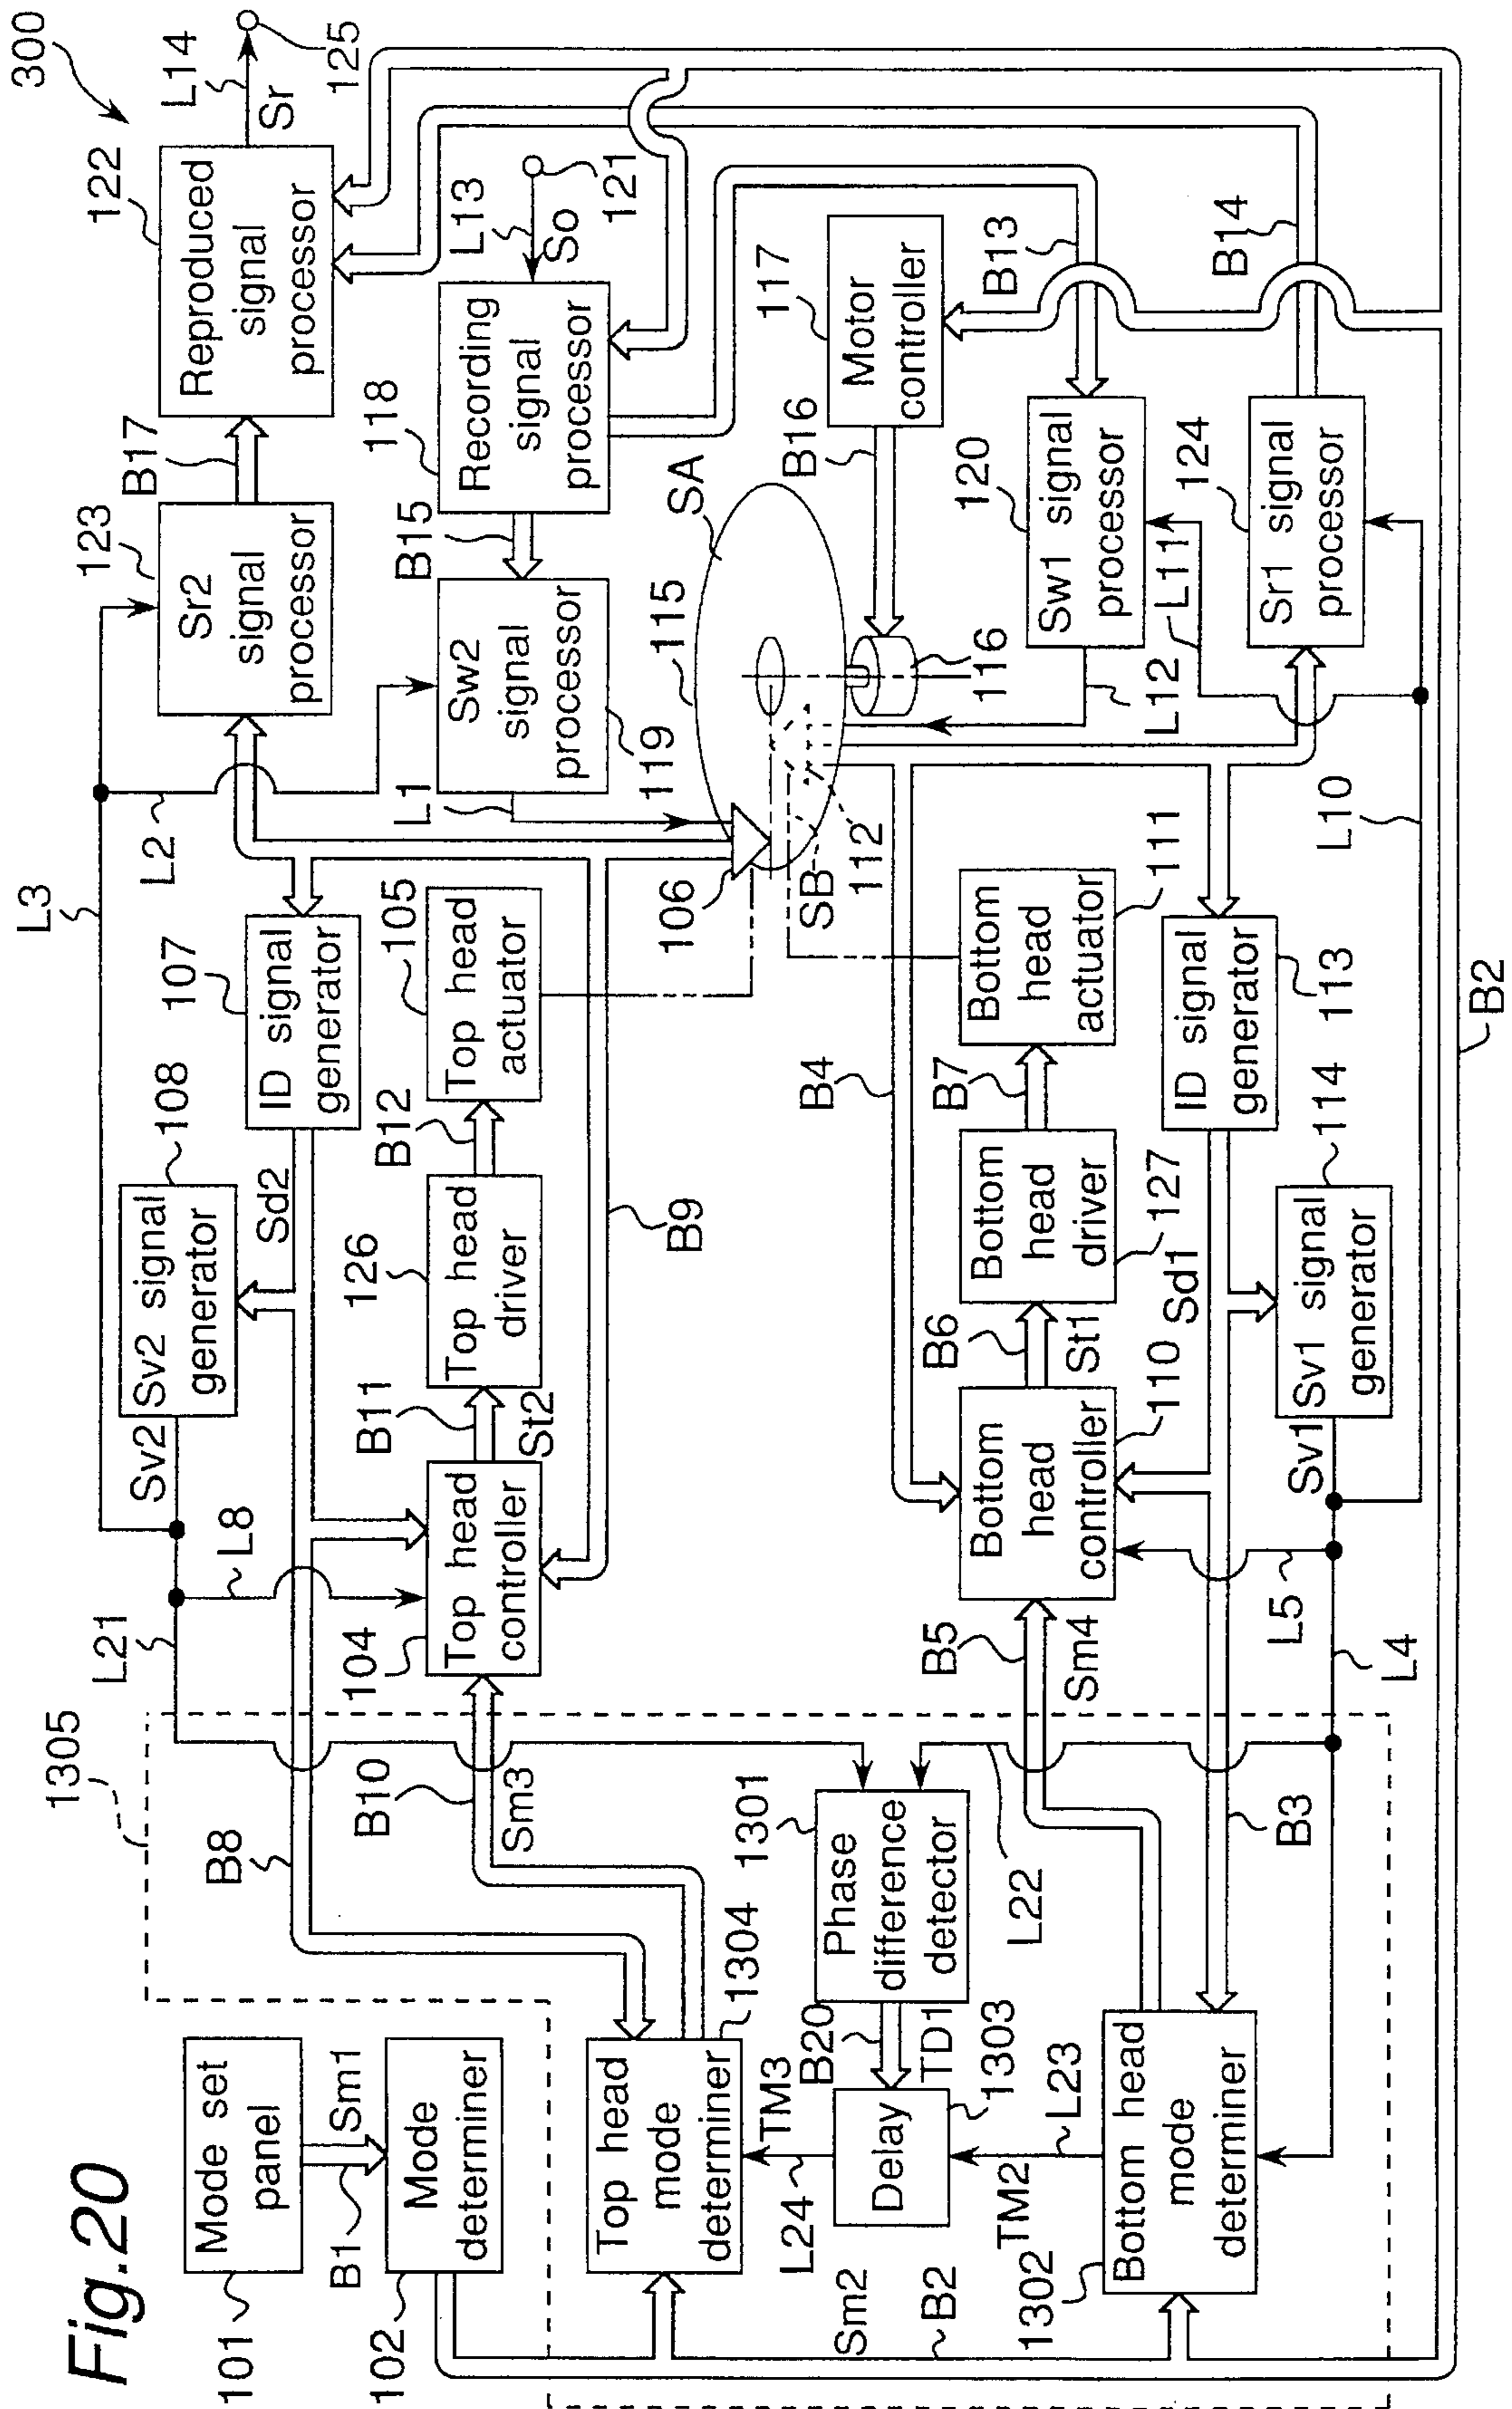 Fig.20
300
101
Mode set
panel
B1
Sm1
102
Mode
determiner
1305
L3
L21
L2
L8
Sv2
Sv2 signal
generator
108
Sd2
107
ID signal
generator
123
Sr2
signal
processor
B17
122
Reproduced
signal
processor
L14
Sr
125
B8
104
Top head
controller
B10
Sm3
B11
St2
126
Top head
driver
B12
105
Top head
actuator
B9
L1
Sw2
signal
processor
119
B15
118
Recording
signal
processor
L13
So
121
Top head
mode
determiner
1304
TM3
L24
Delay
1303
B20
TD1
1301
Phase
difference
detector
L22
106
115
SA
SB
112
116
B16
117
Motor
controller
Sm2
B2
1302
Bottom head
mode
determiner
TM2
L23
B3
B5
Sm4
Bottom
head
controller
110
B6
St1
Bottom
head
driver
127
B7
Bottom
head
actuator
111
B4
L12
L11
120
Sw1 signal
processor
B13
L5
L4
Sv1
Sv1 signal
generator
114
Sd1
ID signal
generator
113
L10
124
Sr1 signal
processor
B14
B2